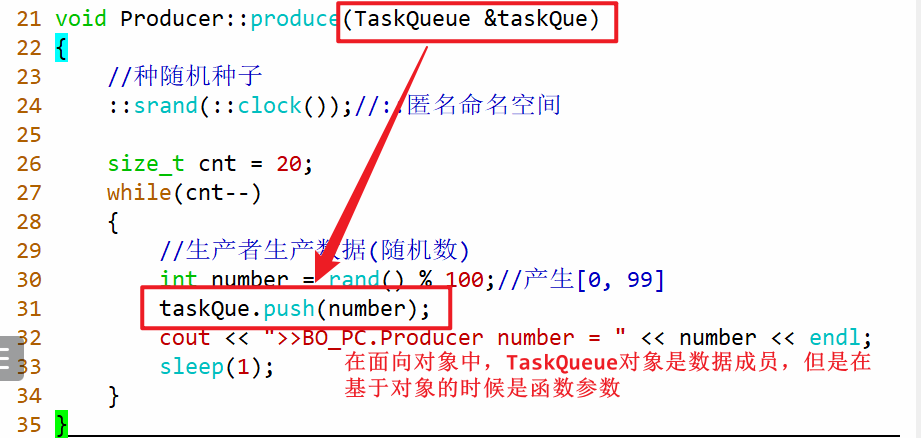 21 void Producer::produce(TaskQueue &taskQue)
22 {
23     //种随机种子
24     ::srand(::clock());//::匿名命名空间
25
26     size_t cnt = 20;
27     while(cnt--)
28     {
29         //生产者生产数据(随机数)
30         int number = rand() % 100;//产生[0, 99]
31         taskQue.push(number);
32         cout << ">>BO_PC.Producer number = " << number << endl;
33         sleep(1);
在面向对象中，TaskQueue对象是数据成员，但是在
基于对象的时候是函数参数
34     }
35 }